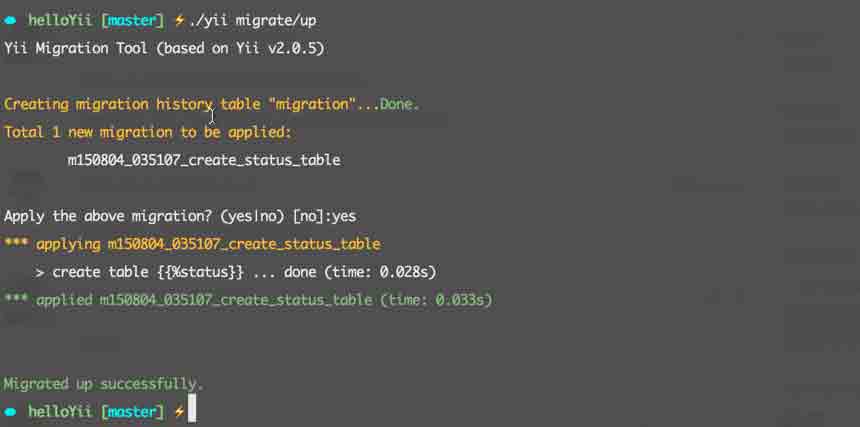 helloYii [master] ⚡ ./yii migrate/up
Yii Migration Tool (based on Yii v2.0.5)
Creating migration history table "migration"...Done.
Total 1 new migration to be applied:
m150804_035107_create_status_table
Apply the above migration? (yes|no) [no]:yes
*** applying m150804_035107_create_status_table
> create table {{%status}} ... done (time: 0.028s)
*** applied m150804_035107_create_status_table (time: 0.033s)
Migrated up successfully.
helloYii [master] ⚡